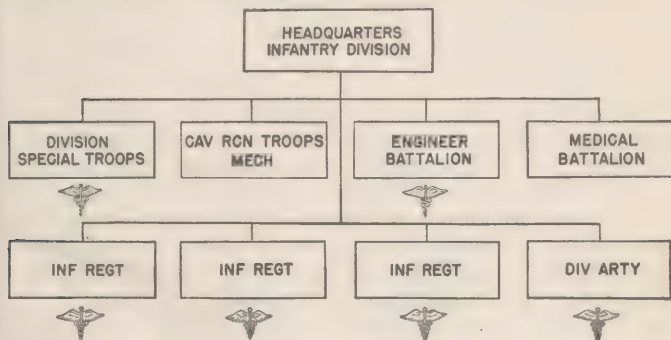 HEADQUARTERS
INFANTRY DIVISION
DIVISION
SPECIAL TROOPS
CAV RCN TROOPS
MECH
ENGINEER
BATTALION
MEDICAL
BATTALION
INF REGT
INF REGT
INF REGT
DIV ARTY